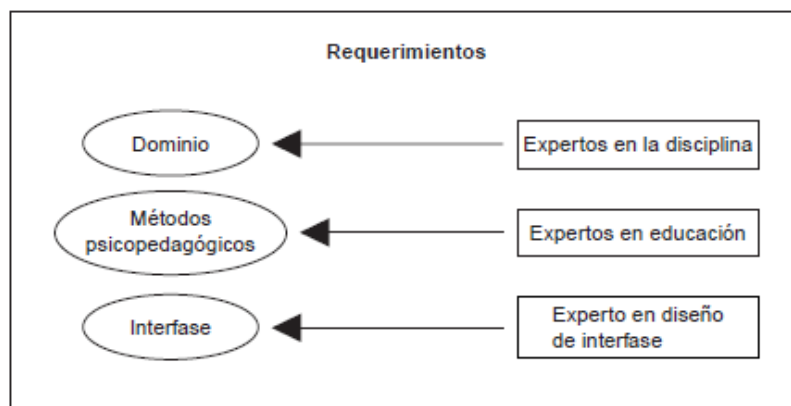 Requerimientos
Dominio
Expertos en la disciplina
Métodos
psicopedagógicos
Expertos en educación
Interfase
Experto en diseño
de interfase